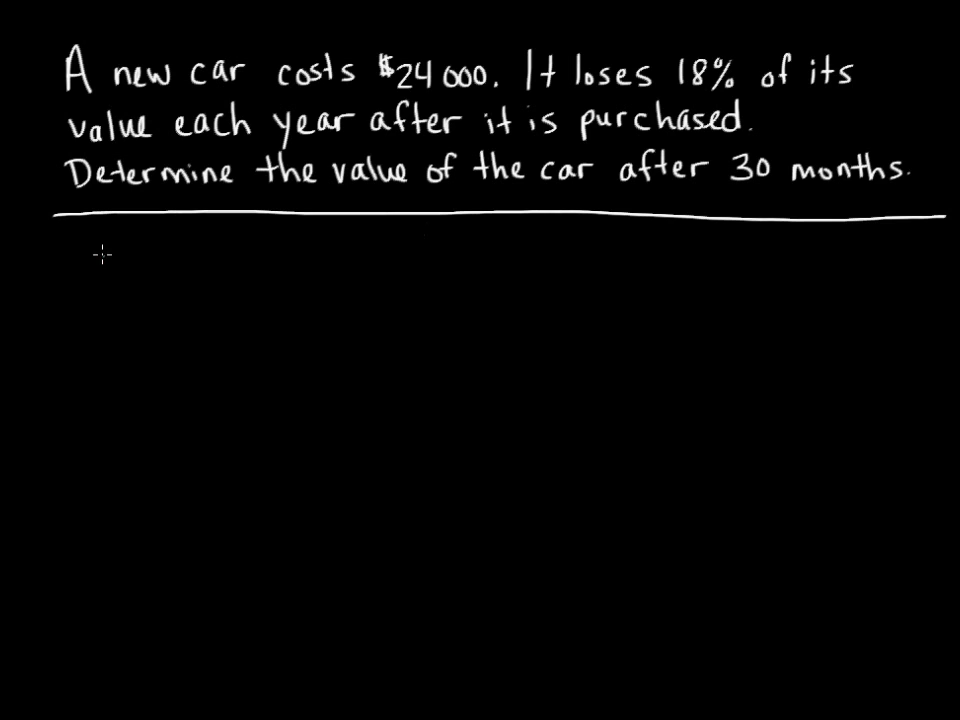 A new car costs $24 000. It loses 18% of its
value each year after it is purchased.
Determine the value of the car after 30 months.